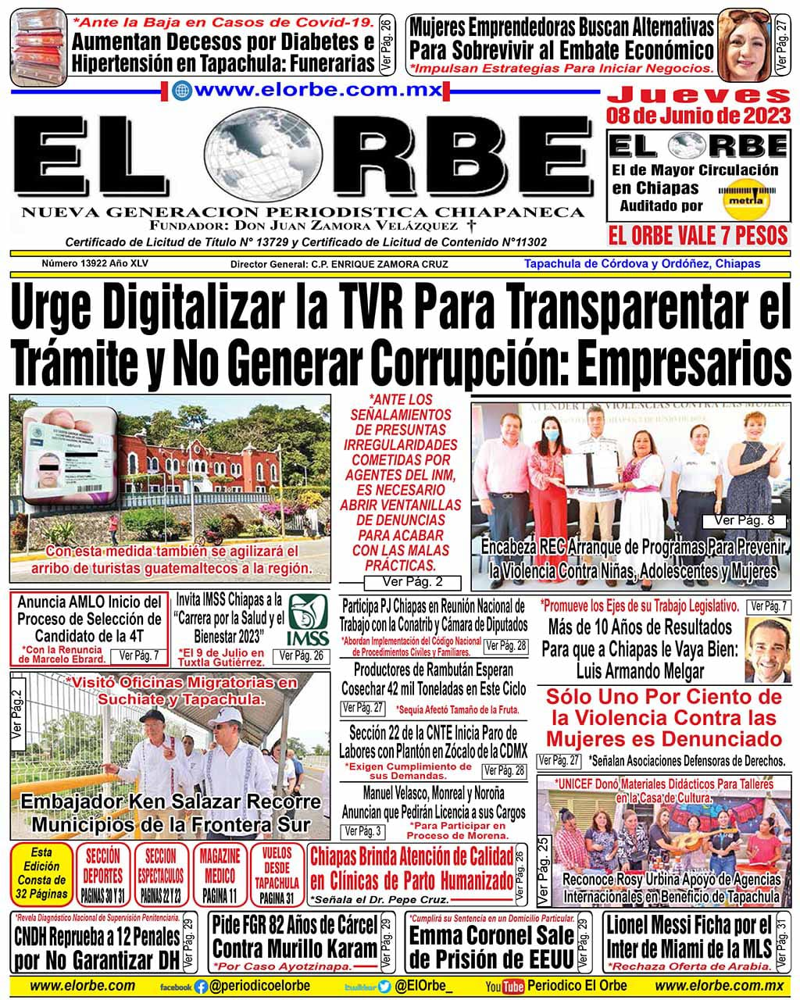 *Ante la Baja en Casos de Covid-19.
Aumentan Decesos por Diabetes e
Hipertensión en Tapachula: Funerarias
Ver Pág. 26
Mujeres Emprendedoras Buscan Alternativas
Para Sobrevivir al Embate Económico
*Impulsan Estrategias Para Iniciar Negocios.
Ver Pág. 27
www.elorbe.com.mx
EL ORBE
NUEVA GENERACION PERIODISTICA CHIAPANECA
FUNDADOR: DON JUAN ZAMORA VELÁZQUEZ †
Certificado de Licitud de Título N° 13729 y Certificado de Licitud de Contenido N°11302
Jueves
08 de Junio de 2023
EL ORBE
El de Mayor Circulación
en Chiapas
Auditado por
metria
EL ORBE VALE 7 PESOS
Número 13922 Año XLV
Director General: C.P. ENRIQUE ZAMORA CRUZ
Tapachula de Córdova y Ordóñez, Chiapas
Urge Digitalizar la TVR Para Transparentar el
Trámite y No Generar Corrupción: Empresarios
Con esta medida también se agilizará el
arribo de turistas guatemaltecos a la región.
*ANTE LOS
SEÑALAMIENTOS
DE PRESUNTAS
IRREGULARIDADES
COMETIDAS POR
AGENTES DEL INM,
ES NECESARIO
ABRIR VENTANILLAS
DE DENUNCIAS
PARA ACABAR
CON LAS MALAS
PRÁCTICAS.
Ver Pág. 2
ATENDER LAS VIOLENCIAS CONTRA LAS MUJERE
Ver Pág. 8
Encabeza REC Arranque de Programas Para Prevenir
la Violencia Contra Niñas, Adolescentes y Mujeres
Anuncia AMLO Inicio del
Proceso de Selección de
Candidato de la 4T
*Con la Renuncia
de Marcelo Ebrard.
Ver Pág. 7
Invita IMSS Chiapas a la
“Carrera por la Salud y el
Bienestar 2023”
IMSS
*El 9 de Julio en
Tuxtla Gutiérrez.
Ver Pág. 26
Participa PJ Chiapas en Reunión Nacional de
Trabajo con la Conatrib y Cámara de Diputados
*Abordan Implementación del Código Nacional
de Procedimientos Civiles y Familiares.
Ver Pág. 28
*Promueve los Ejes de su Trabajo Legislativo.
Ver Pág. 7
Más de 10 Años de Resultados
Para que a Chiapas le Vaya Bien:
Luis Armando Melgar
*Visitó Oficinas Migratorias en
Suchiate y Tapachula.
Ver Pág.2
Embajador Ken Salazar Recorre
Municipios de la Frontera Sur
Productores de Rambután Esperan
Cosechar 42 mil Toneladas en Este Ciclo
Ver Pág. 27
*Sequía Afectó Tamaño de la Fruta.
Sección 22 de la CNTE Inicia Paro de
Labores con Plantón en Zócalo de la CDMX
*Exigen Cumplimiento de
sus Demandas.
Ver Pág. 28
Manuel Velasco, Monreal y Noroña
Anuncian que Pedirán Licencia a sus Cargos
Ver Pág. 3
*Para Participar en
Proceso de Morena.
Sólo Uno Por Ciento de
la Violencia Contra las
Mujeres es Denunciado
Ver Pág. 27
*Señalan Asociaciones Defensoras de Derechos.
*UNICEF Donó Materiales Didácticos Para Talleres
en la Casa de Cultura.
Ver Pág. 25
Reconoce Rosy Urbina Apoyo de Agencias
Internacionales en Beneficio de Tapachula
Esta
Edición
Consta de
32 Páginas
SECCIÓN
DEPORTES
PAGINAS 30 Y 31
SECCION
ESPECTACULOS
PAGINAS 22 Y 23
MAGAZINE
MEDICO
PAGINA 11
VUELOS
DESDE
TAPACHULA
PAGINA 31
Chiapas Brinda Atención de Calidad
en Clínicas de Parto Humanizado
*Señala el Dr. Pepe Cruz.
Ver Pág. 26
*Revela Diagnóstico Nacional de Supervisión Penitenciaria.
CNDH Reprueba a 12 Penales
por No Garantizar DH
Ver Pág. 29
Pide FGR 82 Años de Cárcel
Contra Murillo Karam
*Por Caso Ayotzinapa.
Ver Pág. 29
*Cumplirá su Sentencia en un Domicilio Particular.
Emma Coronel Sale
de Prisión de EEUU
Ver Pág. 29
Lionel Messi Ficha por el
Inter de Miami de la MLS
*Rechaza Oferta de Arabia.
Ver Pág. 31
www.elorbe.com
facebook
@periodicoelorbe
twitter
@ElOrbe_
YouTube
Periodico El Orbe
www.elorbe.com.mx